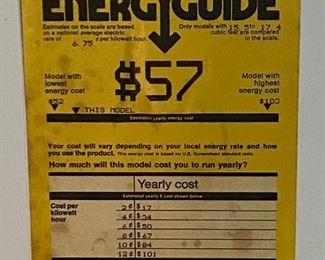 ENERGYGUIDE
Estimates on the scale are based
on a national average electric
rate of 6.75 ¢ per kilowatt hour
Only models with 15.5 to 17.4
cubic feet are compared
in the scale.
Model with
lowest
energy cost
$52
$57
Model with
highest
energy cost
$103
THIS MODEL
Estimated yearly energy cost
Your cost will vary depending on your local energy rate and how
you use the product. This energy cost is based on U.S. Government standard tests.
How much will this model cost you to run yearly?
Yearly cost
Estimated yearly $ cost shown below
Cost per
kilowatt
hour
2¢ $17
4¢ $34
6¢ $50
8¢ $67
10¢ $84
12¢ $101